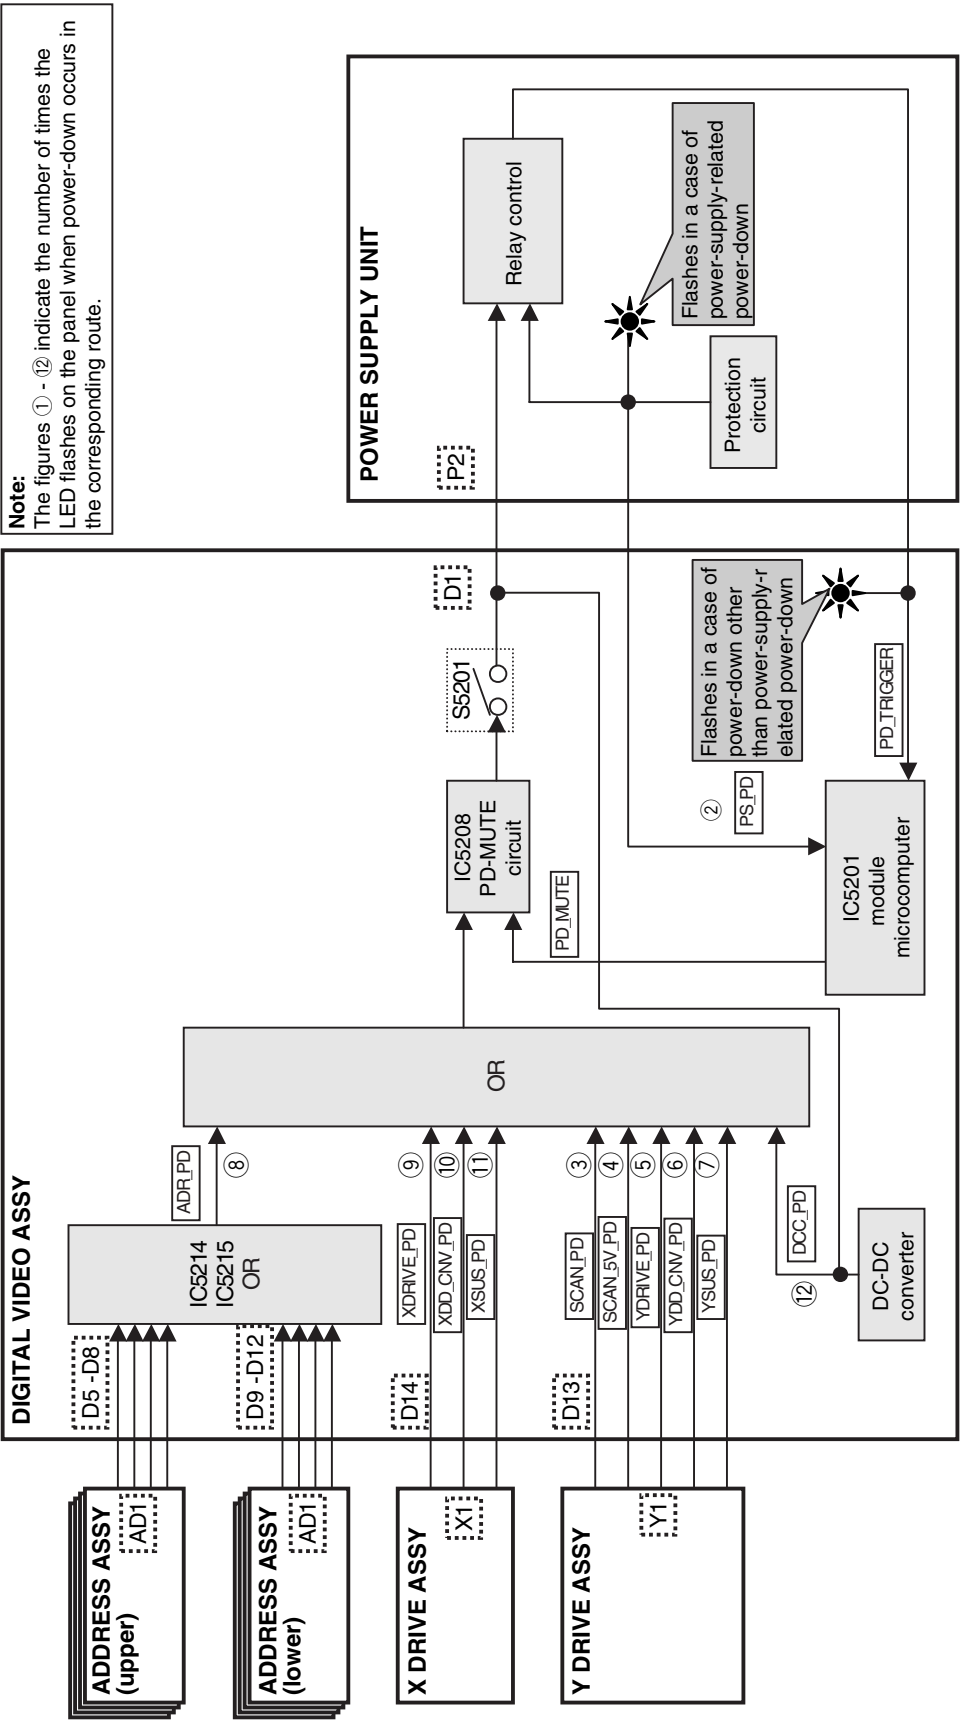 Note:
The figures ① - ⑫ indicate the number of times the
LED flashes on the panel when power-down occurs in
the corresponding route.
DIGITAL VIDEO ASSY
POWER SUPPLY UNIT
ADDRESS ASSY
(upper)
AD1
D5 -D8
IC5214
IC5215
OR
ADR_PD
⑧
ADDRESS ASSY
(lower)
AD1
D9 -D12
X DRIVE ASSY
X1
D14
XDRIVE_PD
⑨
XDD_CNV_PD
⑩
XSUS_PD
⑪
Y DRIVE ASSY
Y1
D13
SCAN_PD
③
SCAN_5V_PD
④
YDRIVE_PD
⑤
YDD_CNV_PD
⑥
YSUS_PD
⑦
⑫
DCC_PD
DC-DC
converter
OR
IC5208
PD-MUTE
circuit
PD_MUTE
S5201
D1
P2
Relay control
Flashes in a case of
power-supply-related
power-down
Protection
circuit
②
PS_PD
Flashes in a case of
power-down other
than power-supply-r
elated power-down
PD_TRIGGER
IC5201
module
microcomputer